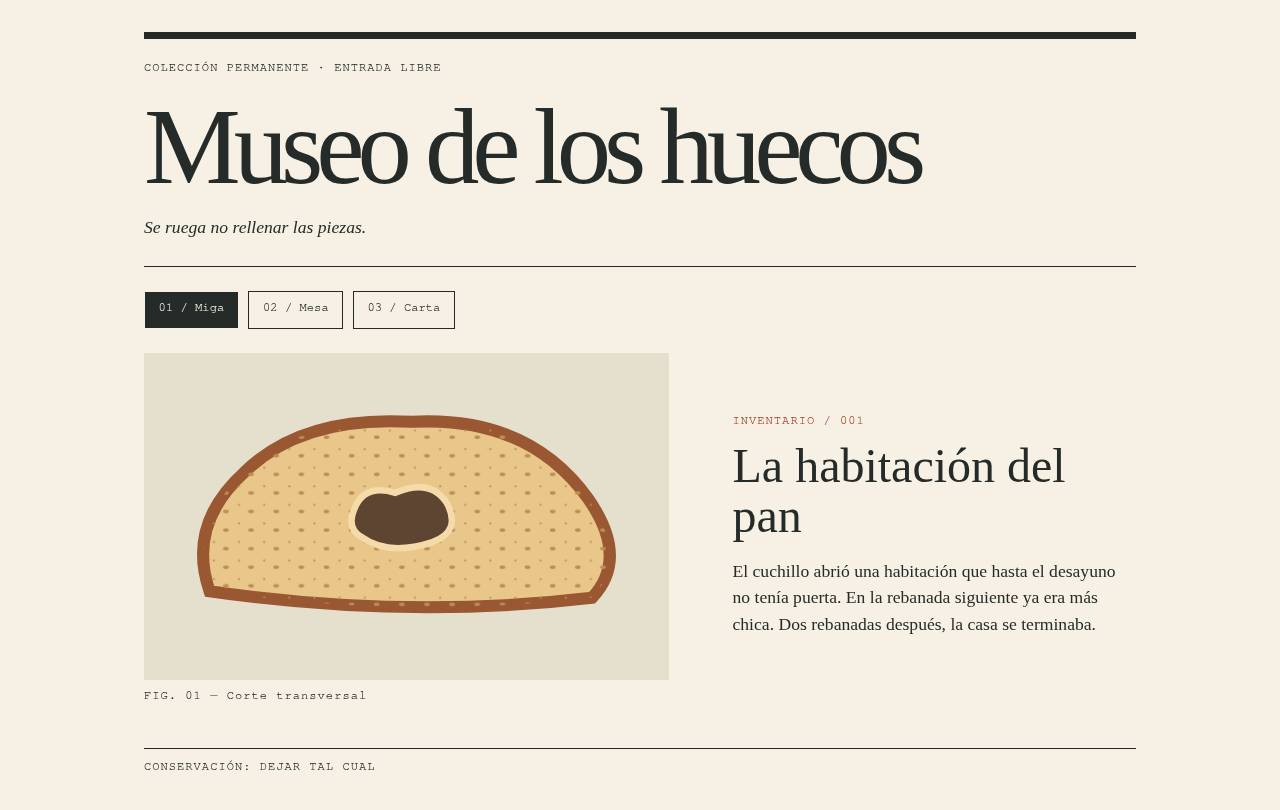 COLECCIÓN PERMANENTE · ENTRADA LIBRE
Museo de los huecos
Se ruega no rellenar las piezas.
01 / Miga
02 / Mesa
03 / Carta
INVENTARIO / 001
La habitación del
pan
El cuchillo abrió una habitación que hasta el desayuno
no tenía puerta. En la rebanada siguiente ya era más
chica. Dos rebanadas después, la casa se terminaba.
FIG. 01 — Corte transversal
CONSERVACIÓN: DEJAR TAL CUAL